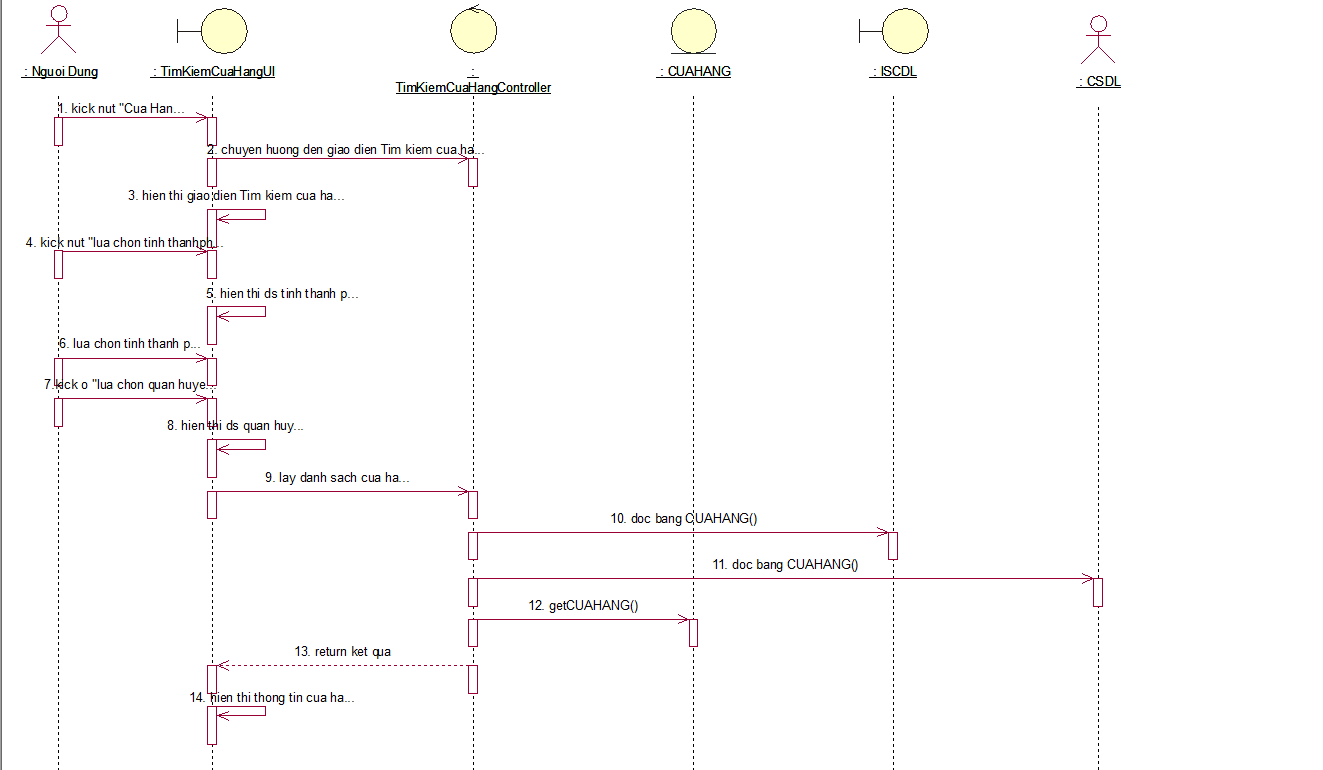 : Nguoi Dung
: TimKiemCuaHangUI
:
TimKiemCuaHangController
: CUAHANG
: ISCDL
: CSDL
1. kick nut "Cua Han...
2. chuyen huong den giao dien Tim kiem cua ha...
3. hien thi giao dien Tim kiem cua ha...
4. kick nut "lua chon tinh thanhph...
5. hien thi ds tinh thanh p...
6. lua chon tinh thanh p...
7.kick o "lua chon quan huye...
8. hien thi ds quan huy...
9. lay danh sach cua ha...
10. doc bang CUAHANG()
11. doc bang CUAHANG()
12. getCUAHANG()
13. return ket qua
14. hien thi thong tin cua ha...